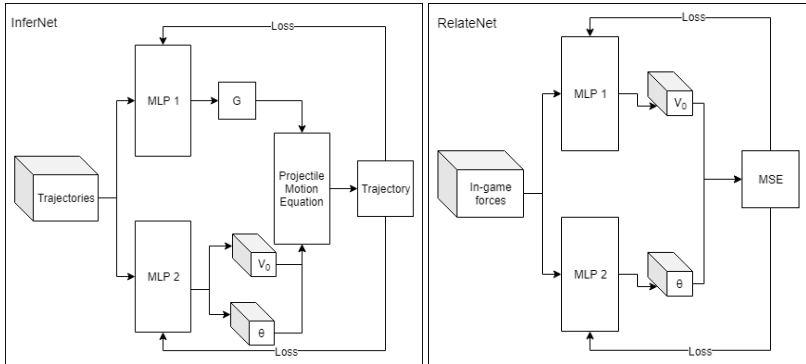 InferNet
Loss
MLP 1
G
Trajectories
Projectile
Motion
Equation
Trajectory
MLP 2
V0
θ
Loss
RelateNet
Loss
MLP 1
V0
In-game
forces
MSE
MLP 2
θ
Loss